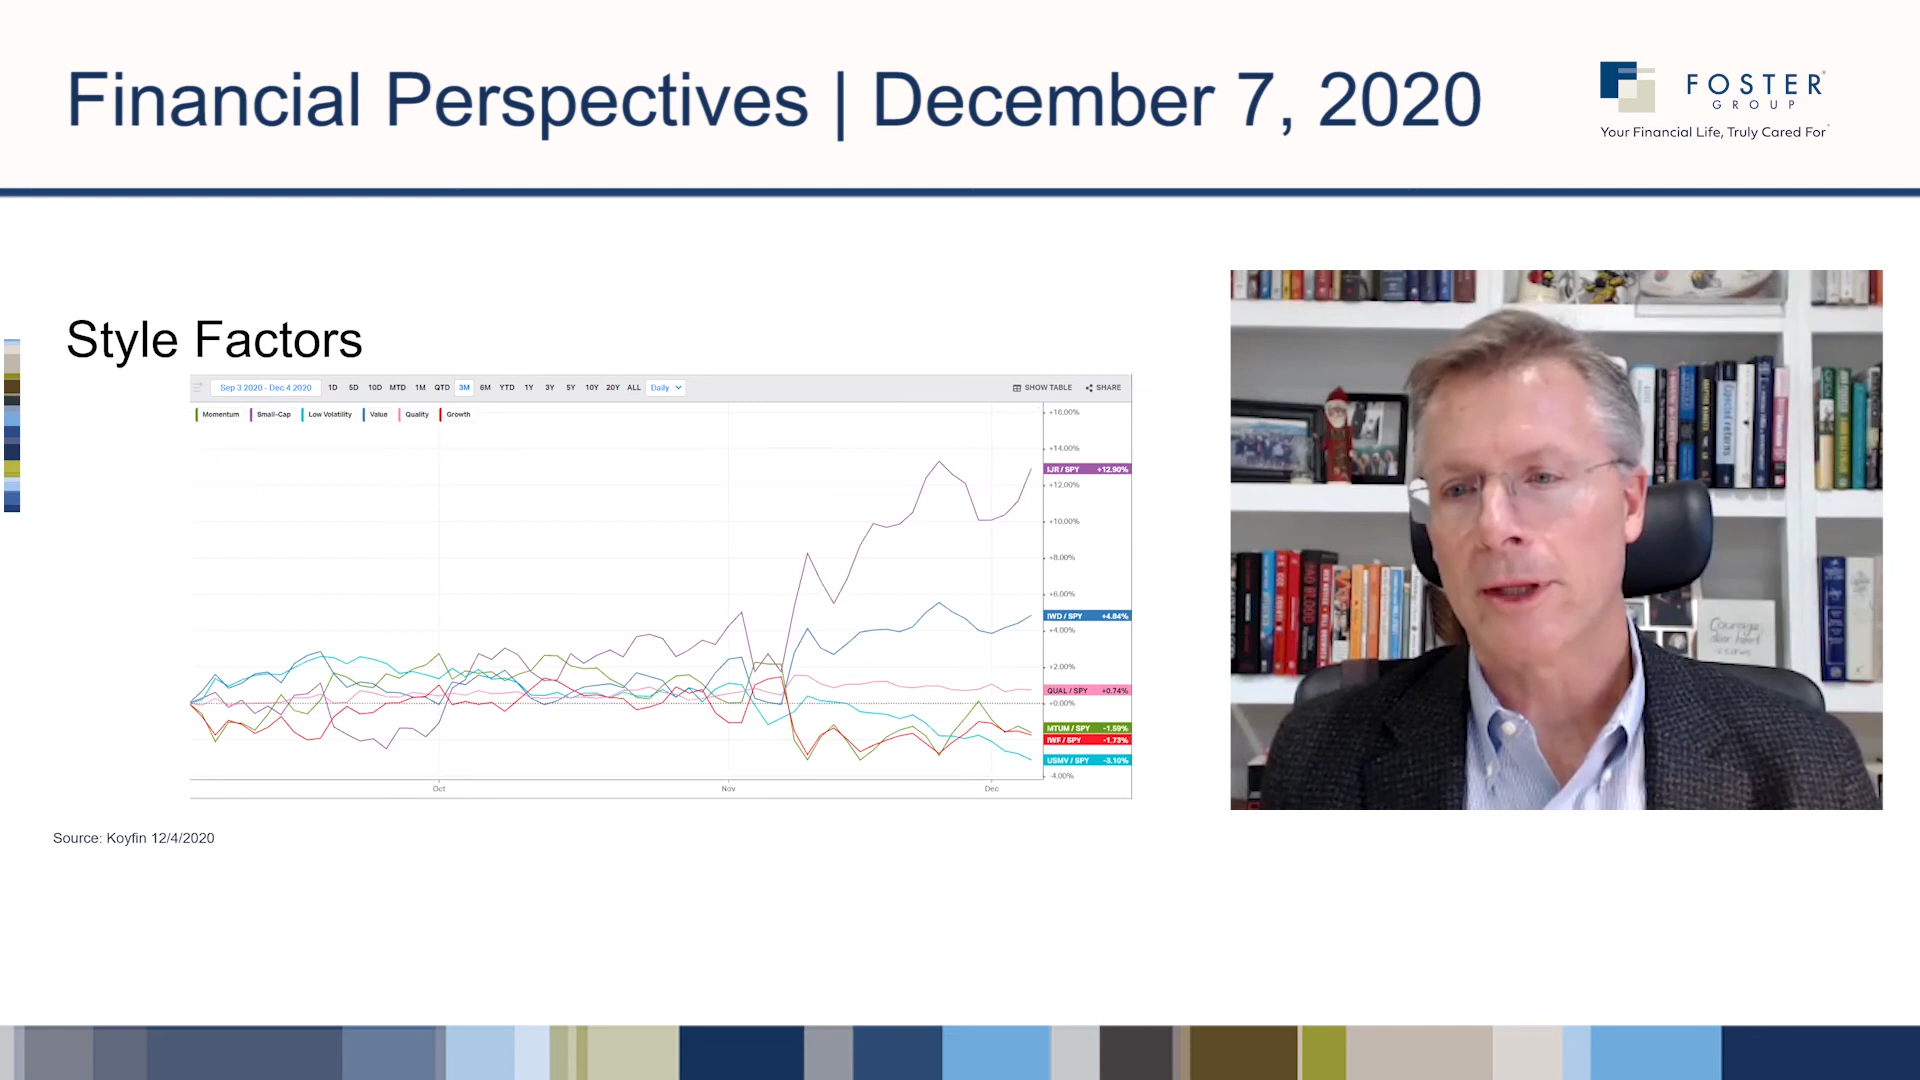 Financial Perspectives | December 7, 2020
FOSTER
GROUP
Your Financial Life, Truly Cared For
Style Factors
Sep 3 2020 - Dec 4 2020 1D 5D 10D MTD 1M QTD 3M 6M YTD 1Y 3Y 5Y 10Y 20Y ALL Daily SHOW TABLE SHARE
Momentum Small-Cap Low Volatility Value Quality Growth
+16.00%
+14.00%
IJR / SPY +12.90%
+12.00%
+10.00%
+8.00%
+6.00%
IWD / SPY +4.84%
+4.00%
+2.00%
QUAL / SPY +0.74%
+0.00%
MTUM / SPY -1.59%
IWF / SPY -1.73%
USMV / SPY -3.10%
-4.00%
Oct Nov Dec
Source: Koyfin 12/4/2020
BAD BLOOD
Courage